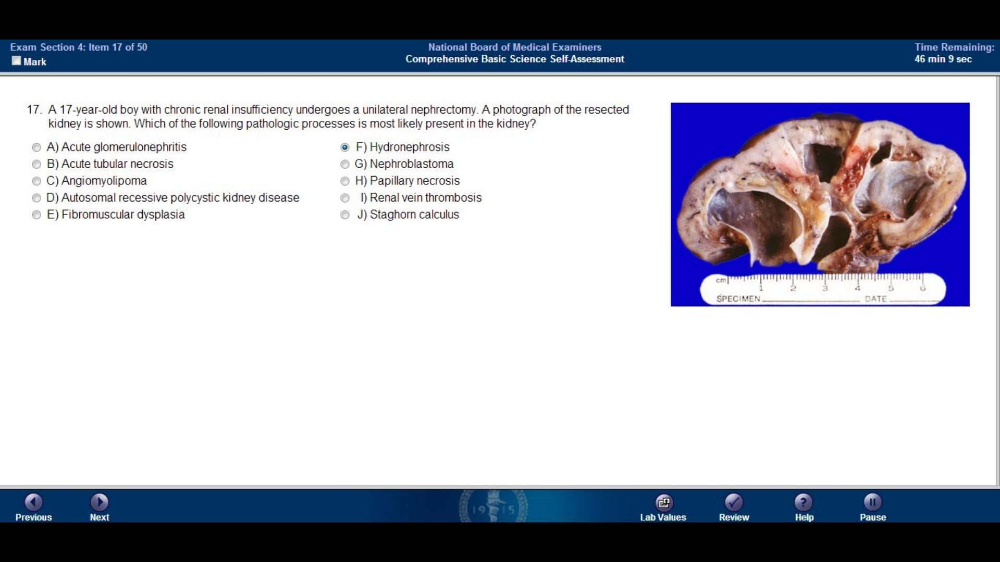 Exam Section 4: Item 17 of 50
Mark
National Board of Medical Examiners
Comprehensive Basic Science Self-Assessment
Time Remaining:
46 min 9 sec
17. A 17-year-old boy with chronic renal insufficiency undergoes a unilateral nephrectomy. A photograph of the resected
kidney is shown. Which of the following pathologic processes is most likely present in the kidney?
A) Acute glomerulonephritis
B) Acute tubular necrosis
C) Angiomyolipoma
D) Autosomal recessive polycystic kidney disease
E) Fibromuscular dysplasia
F) Hydronephrosis
G) Nephroblastoma
H) Papillary necrosis
I) Renal vein thrombosis
J) Staghorn calculus
cm 1 2 3 4 5 6
SPECIMEN DATE
1915
Previous
Next
Lab Values
Review
Help
Pause